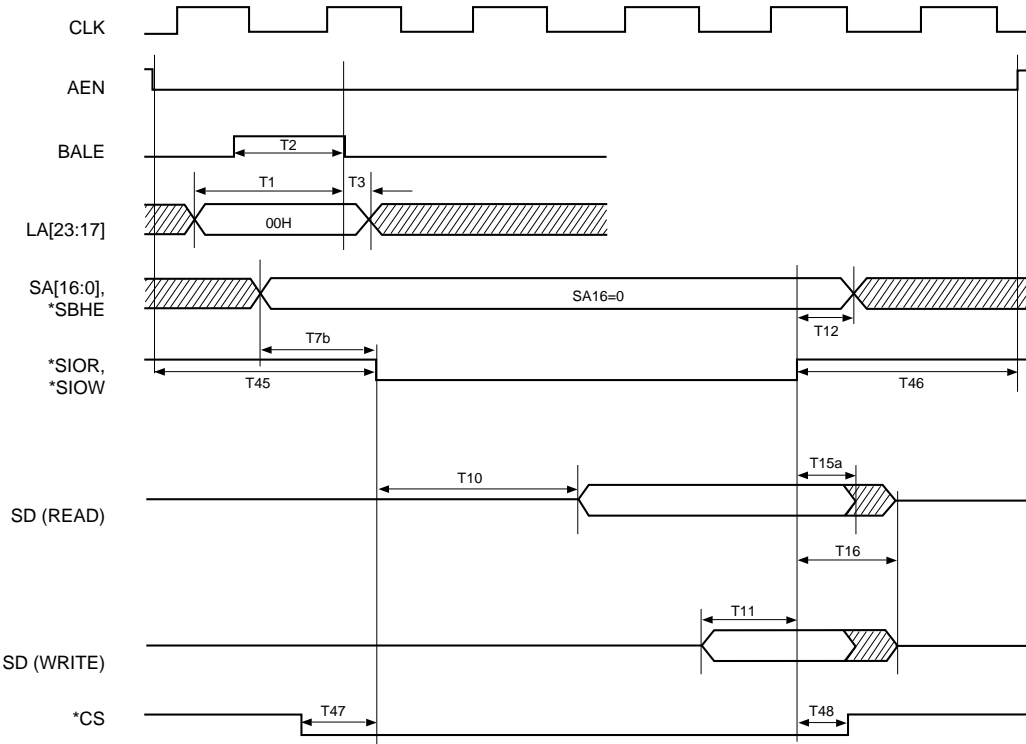 CLK
AEN
BALE
T2
T1
T3
LA[23:17]
00H
SA[16:0],
*SBHE
SA16=0
T12
T7b
*SIOR,
*SIOW
T45
T46
T10
T15a
SD (READ)
T16
T11
SD (WRITE)
*CS
T47
T48